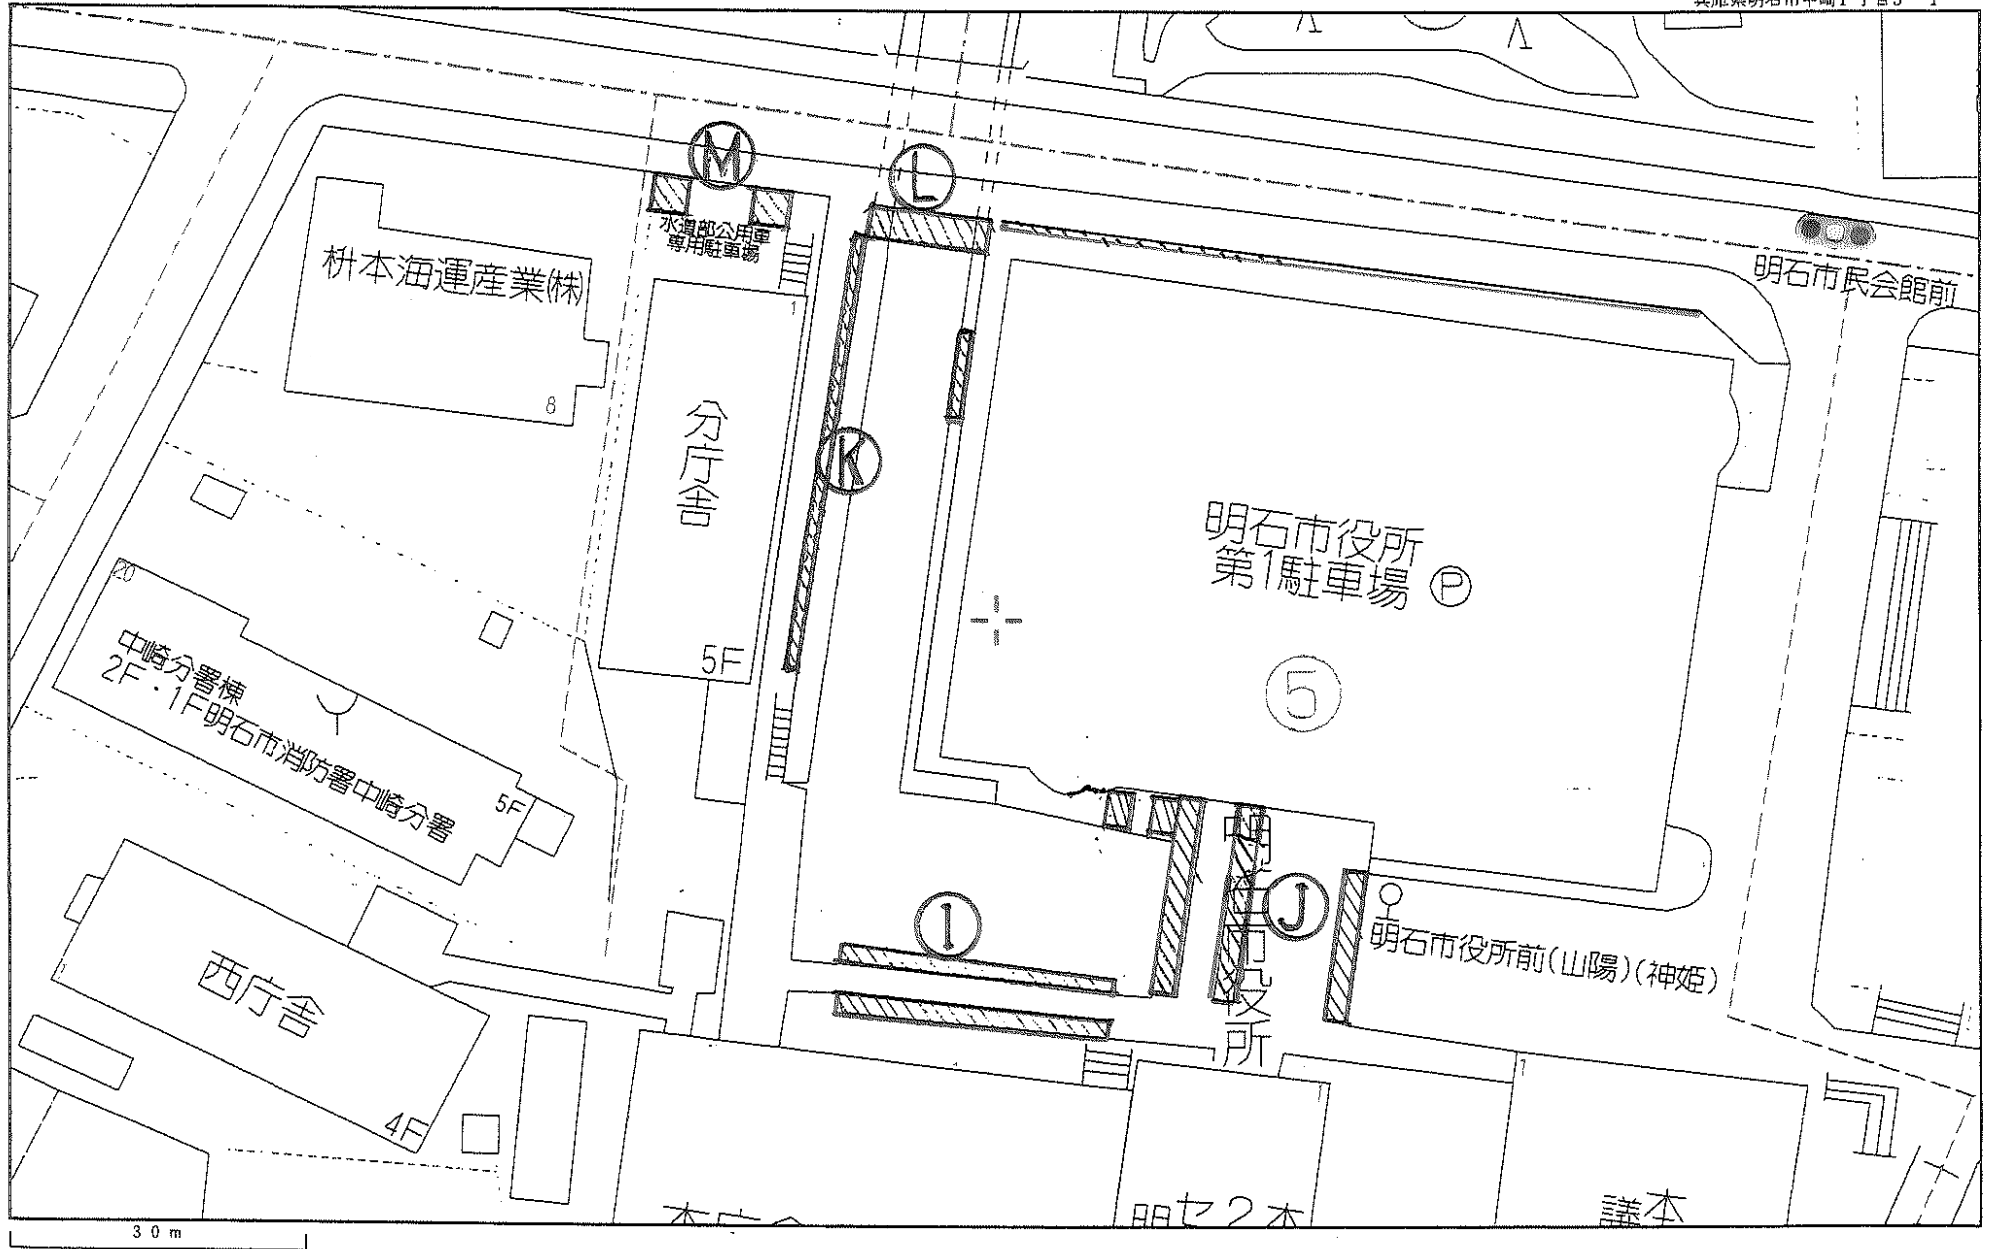 M
L
水道部公用車
専用駐車場
枡本海運産業(株)
8
1
分庁舎
5F
K
明石市民会館前
明石市役所
第1駐車場 P
5
20
中崎分署棟
2F・1F明石市消防署中崎分署
5F
西庁舎
4F
I
J
明石市役所
明石市役所前(山陽)(神姫)
1
1
議本
30m